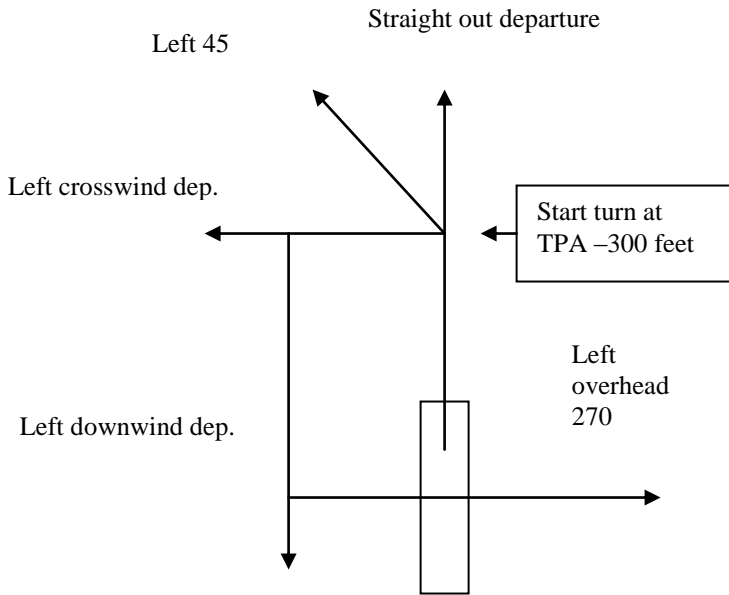 Straight out departure
Left 45
Left crosswind dep.
Start turn at
TPA –300 feet
Left
overhead
270
Left downwind dep.